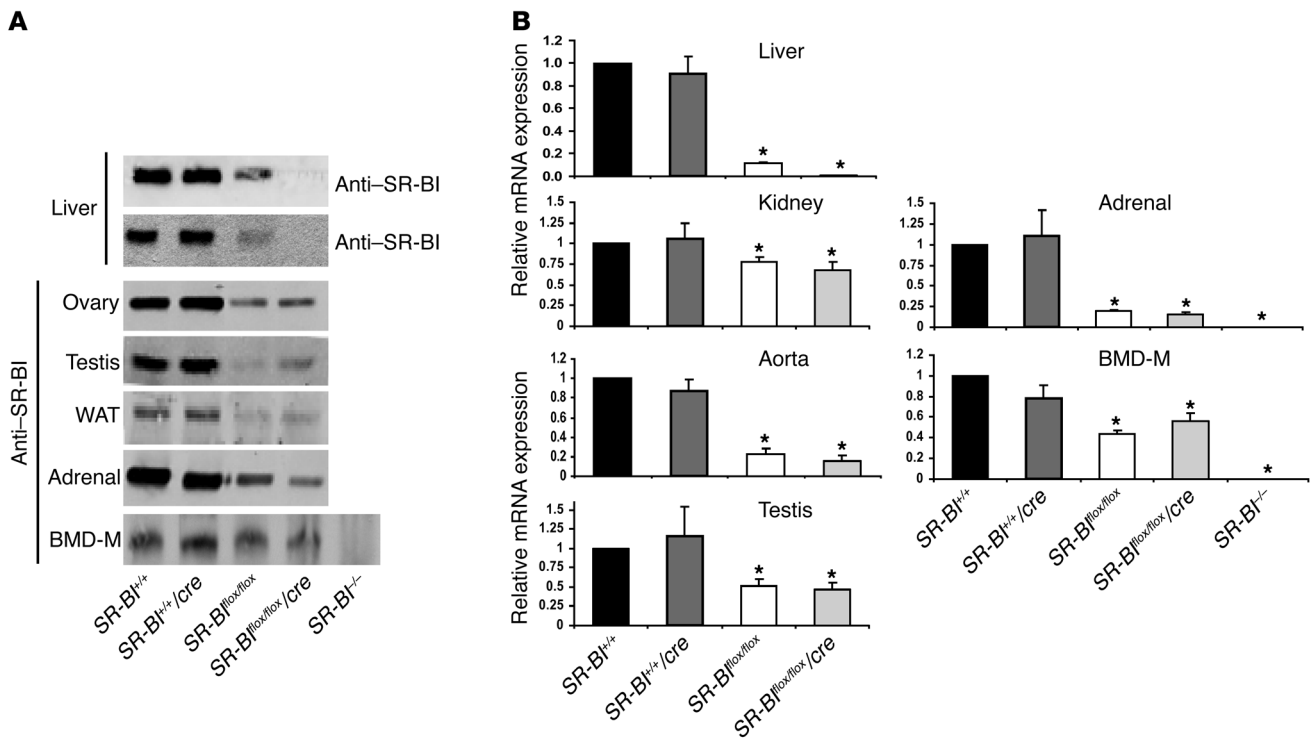 A
Liver
Anti–SR-BI
Anti–SR-BI
Anti–SR-BI
Ovary
Testis
WAT
Adrenal
BMD-M
SR-BI+/+
SR-BI+/+/cre
SR-BIflox/flox
SR-BIflox/flox/cre
SR-BI–/–
B
Relative mRNA expression
Liver
1.2
1.0
0.8
0.6
0.4
0.2
0.0
*
*
Kidney
1.5
1.25
1
0.75
0.5
0.25
0
*
*
Adrenal
1.5
1.25
1
0.75
0.5
0.25
0
*
*
*
Relative mRNA expression
Aorta
1.2
1
0.8
0.6
0.4
0.2
0
*
*
BMD-M
1.2
1
0.8
0.6
0.4
0.2
0
*
*
*
SR-BI+/+
SR-BI+/+/cre
SR-BIflox/flox
SR-BIflox/flox/cre
SR-BI–/–
Testis
1.5
1.25
1
0.75
0.5
0.25
0
*
*
SR-BI+/+
SR-BI+/+/cre
SR-BIflox/flox
SR-BIflox/flox/cre